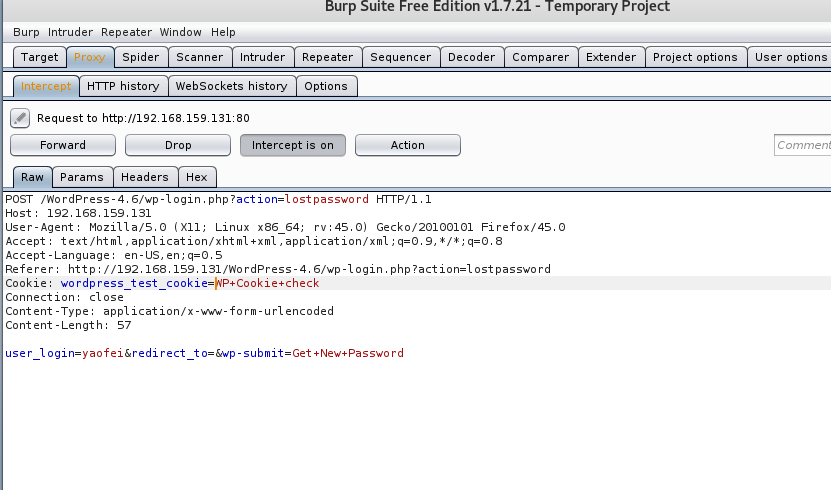 Burp Suite Free Edition v1.7.21 - Temporary Project
Burp Intruder Repeater Window Help
Target Proxy Spider Scanner Intruder Repeater Sequencer Decoder Comparer Extender Project options User options
Intercept HTTP history WebSockets history Options
Request to http://192.168.159.131:80
Forward Drop Intercept is on Action Comment
Raw Params Headers Hex
POST /WordPress-4.6/wp-login.php?action=lostpassword HTTP/1.1
Host: 192.168.159.131
User-Agent: Mozilla/5.0 (X11; Linux x86_64; rv:45.0) Gecko/20100101 Firefox/45.0
Accept: text/html,application/xhtml+xml,application/xml;q=0.9,*/*;q=0.8
Accept-Language: en-US,en;q=0.5
Referer: http://192.168.159.131/WordPress-4.6/wp-login.php?action=lostpassword
Cookie: wordpress_test_cookie=WP+Cookie+check
Connection: close
Content-Type: application/x-www-form-urlencoded
Content-Length: 57
user_login=yaofei&redirect_to=&wp-submit=Get+New+Password